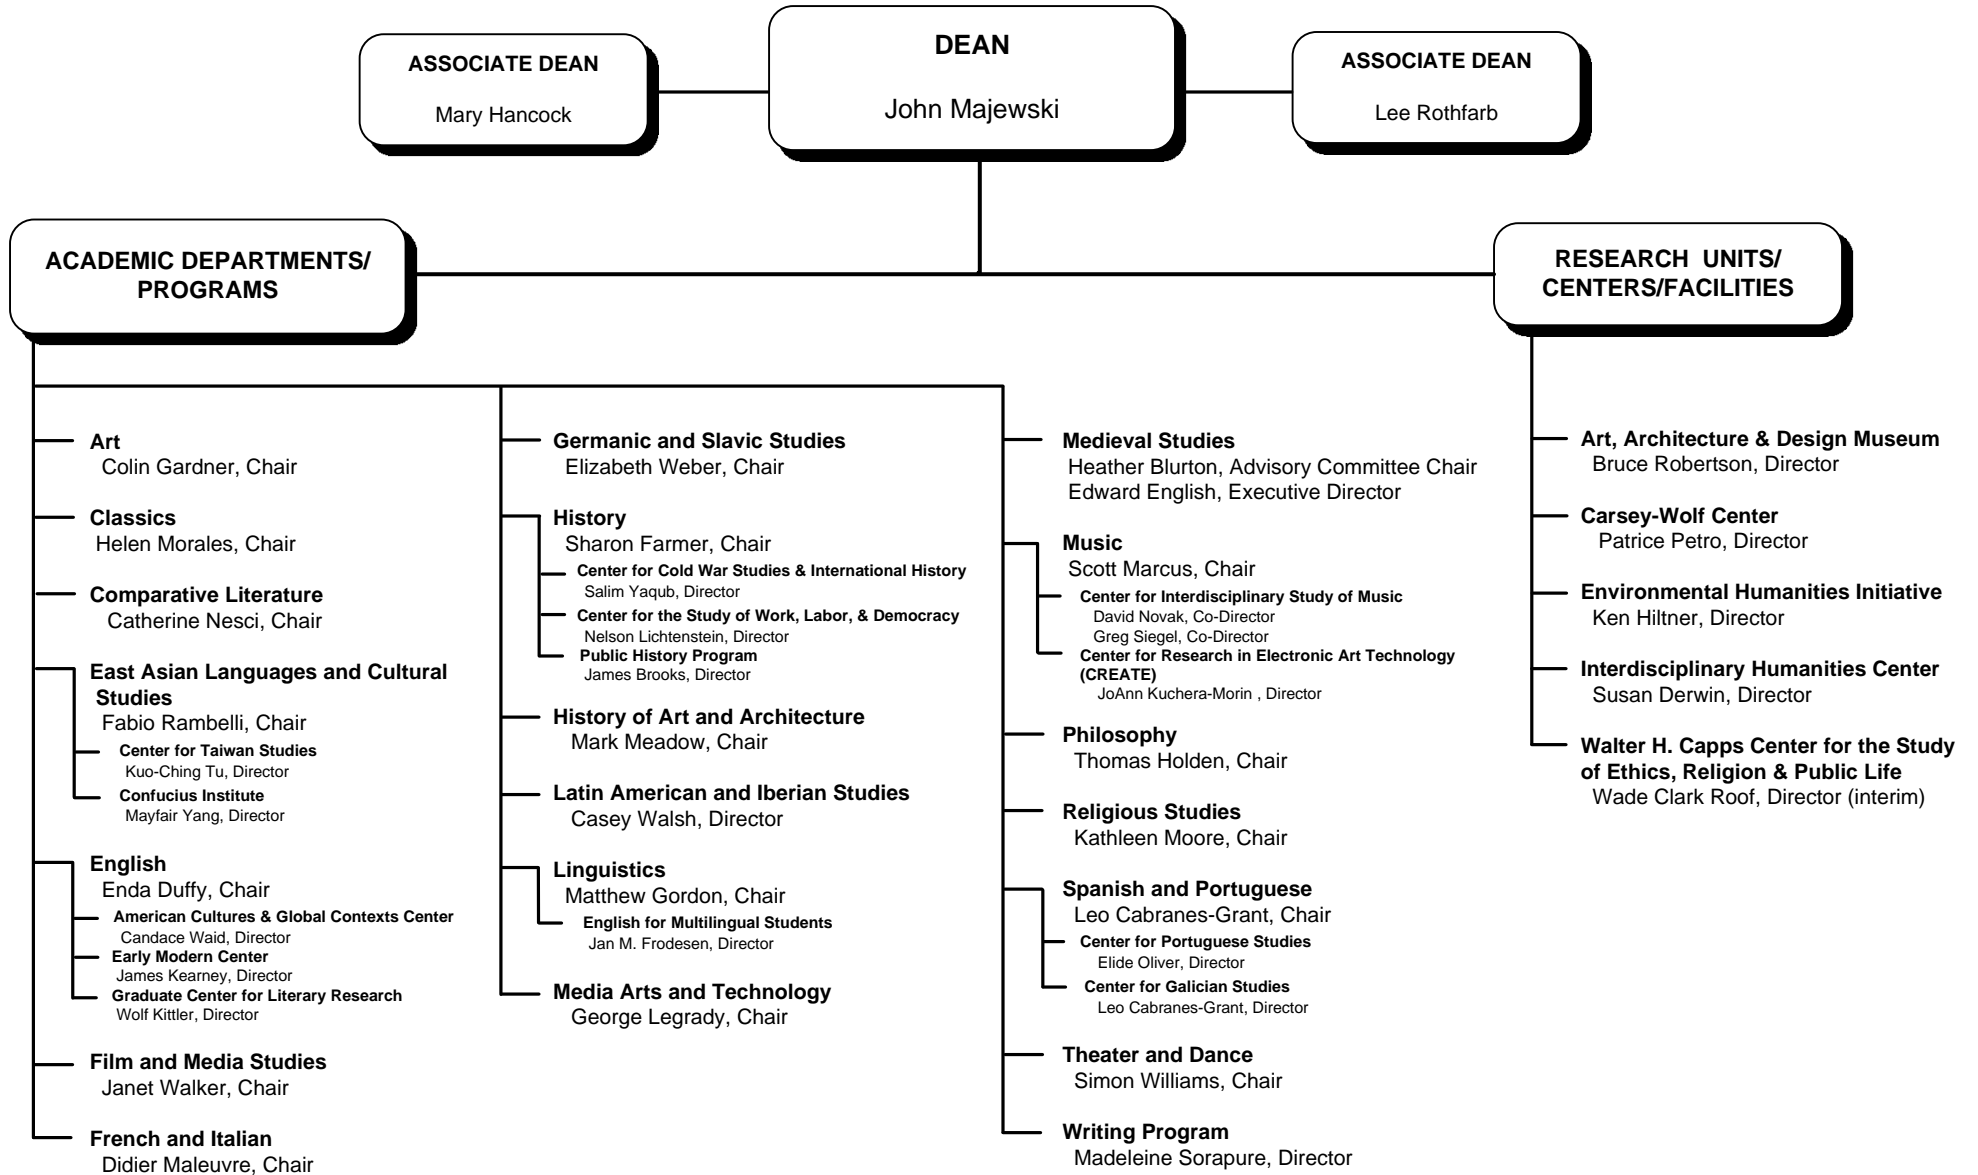 ASSOCIATE DEAN
Mary Hancock
DEAN
John Majewski
ASSOCIATE DEAN
Lee Rothfarb
ACADEMIC DEPARTMENTS/
PROGRAMS
RESEARCH UNITS/
CENTERS/FACILITIES
Art
Colin Gardner, Chair
Classics
Helen Morales, Chair
Comparative Literature
Catherine Nesci, Chair
East Asian Languages and Cultural
Studies
Fabio Rambelli, Chair
Center for Taiwan Studies
Kuo-Ching Tu, Director
Confucius Institute
Mayfair Yang, Director
English
Enda Duffy, Chair
American Cultures & Global Contexts Center
Candace Waid, Director
Early Modern Center
James Kearney, Director
Graduate Center for Literary Research
Wolf Kittler, Director
Film and Media Studies
Janet Walker, Chair
French and Italian
Didier Maleuvre, Chair
Germanic and Slavic Studies
Elizabeth Weber, Chair
History
Sharon Farmer, Chair
Center for Cold War Studies & International History
Salim Yaqub, Director
Center for the Study of Work, Labor, & Democracy
Nelson Lichtenstein, Director
Public History Program
James Brooks, Director
History of Art and Architecture
Mark Meadow, Chair
Latin American and Iberian Studies
Casey Walsh, Director
Linguistics
Matthew Gordon, Chair
English for Multilingual Students
Jan M. Frodesen, Director
Media Arts and Technology
George Legrady, Chair
Medieval Studies
Heather Blurton, Advisory Committee Chair
Edward English, Executive Director
Music
Scott Marcus, Chair
Center for Interdisciplinary Study of Music
David Novak, Co-Director
Greg Siegel, Co-Director
Center for Research in Electronic Art Technology
(CREATE)
JoAnn Kuchera-Morin , Director
Philosophy
Thomas Holden, Chair
Religious Studies
Kathleen Moore, Chair
Spanish and Portuguese
Leo Cabranes-Grant, Chair
Center for Portuguese Studies
Elide Oliver, Director
Center for Galician Studies
Leo Cabranes-Grant, Director
Theater and Dance
Simon Williams, Chair
Writing Program
Madeleine Sorapure, Director
Art, Architecture & Design Museum
Bruce Robertson, Director
Carsey-Wolf Center
Patrice Petro, Director
Environmental Humanities Initiative
Ken Hiltner, Director
Interdisciplinary Humanities Center
Susan Derwin, Director
Walter H. Capps Center for the Study
of Ethics, Religion & Public Life
Wade Clark Roof, Director (interim)